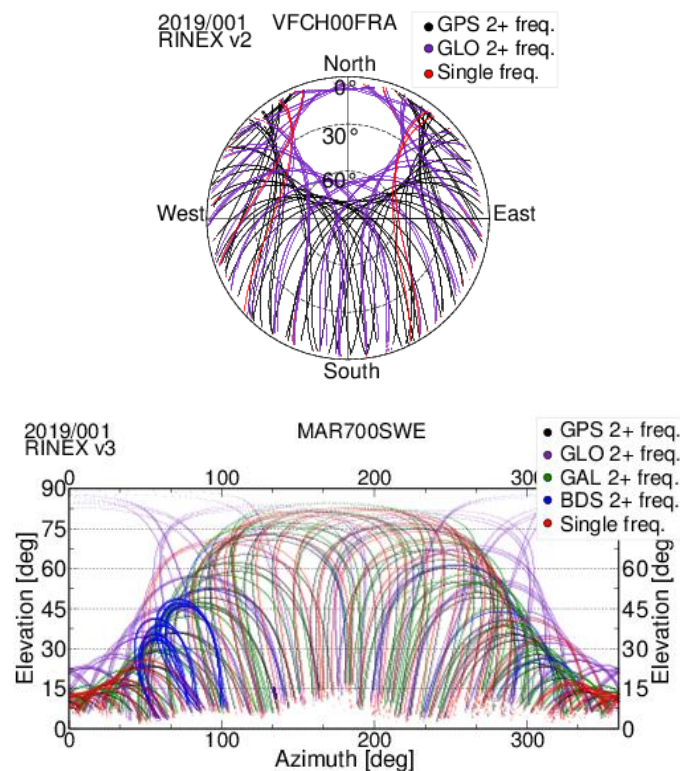 2019/001 VFCH00FRA
RINEX v2
GPS 2+ freq.
GLO 2+ freq.
Single freq.
North
0°
30°
60°
West East
South
2019/001 MAR700SWE
RINEX v3
GPS 2+ freq.
GLO 2+ freq.
GAL 2+ freq.
BDS 2+ freq.
Single freq.
0 100 200
90
75
60 60
45 45
30 30
15 15
0 0
Elevation [deg] Elevation [deg]
0 100 200 300
Azimuth [deg]